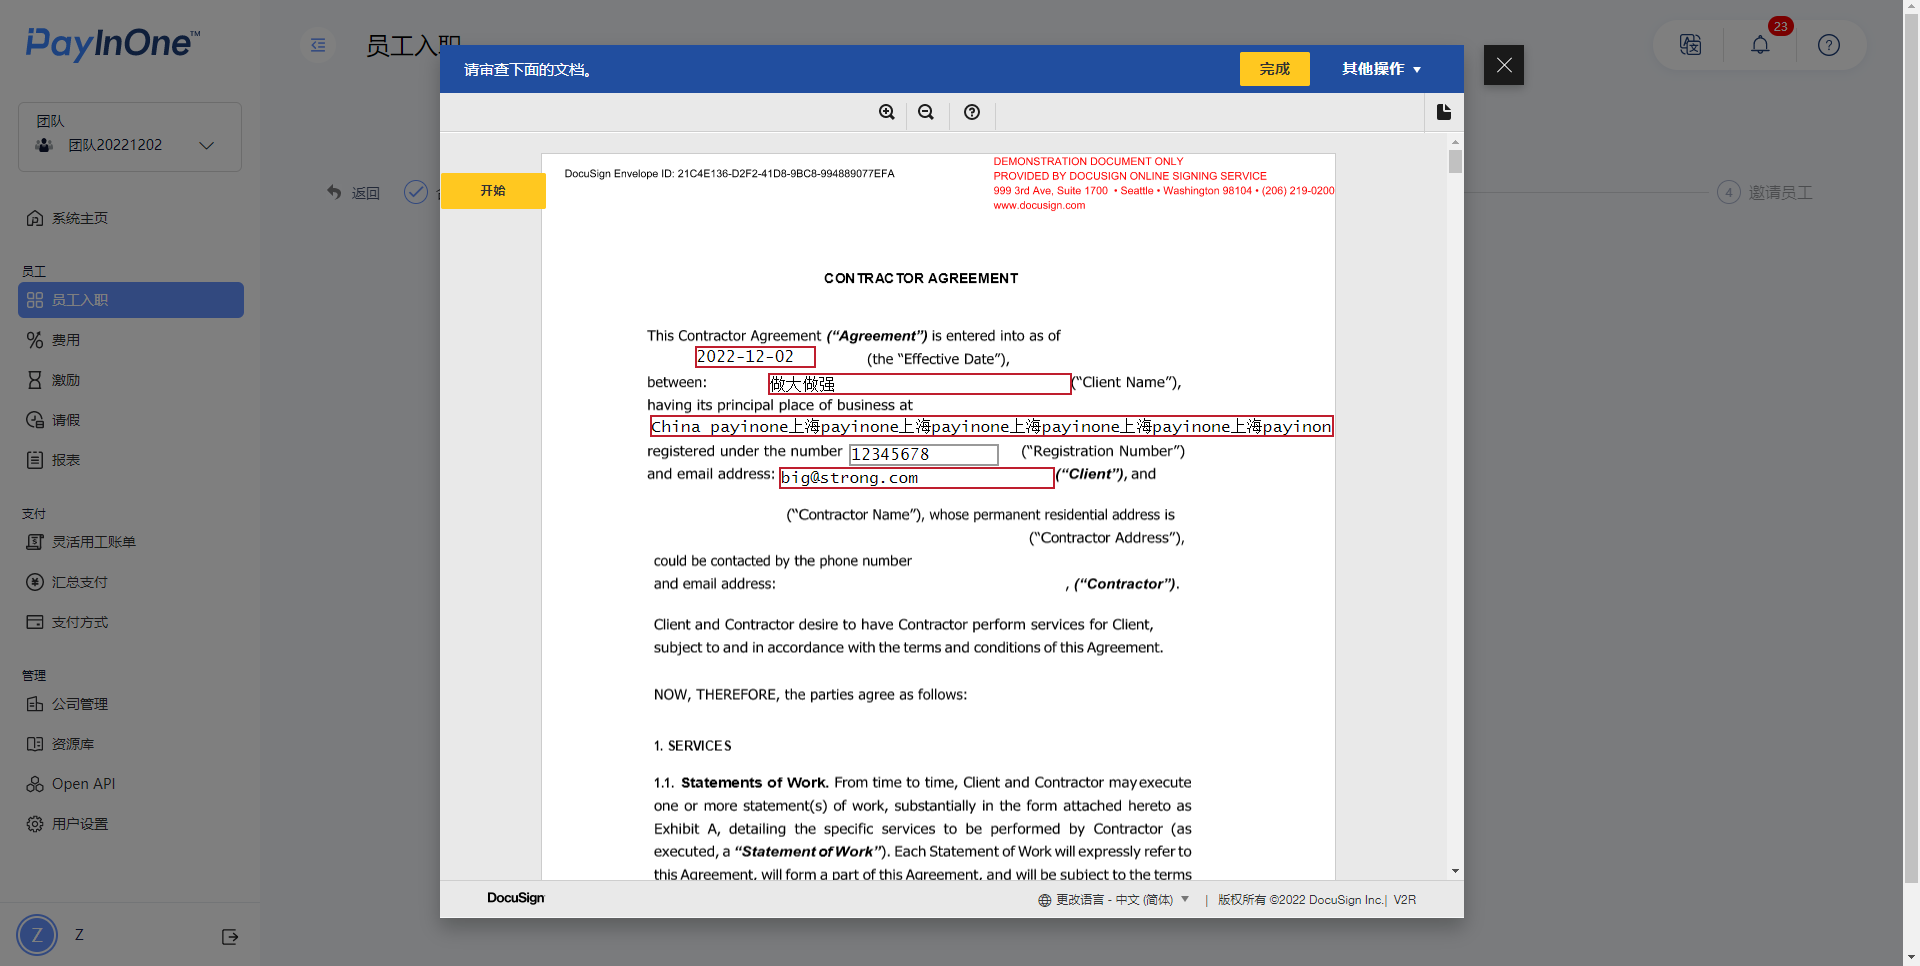 PayInOne™
员工入职
23
团队
团队20221202
返回
4 邀请员工
系统主页
员工
员工入职
费用
激励
请假
报表
支付
灵活用工账单
汇总支付
支付方式
管理
公司管理
资源库
Open API
用户设置
Z
Z
请审查下面的文档。
完成
其他操作
开始
DocuSign Envelope ID: 21C4E136-D2F2-41D8-9BC8-994889077EFA
DEMONSTRATION DOCUMENT ONLY
PROVIDED BY DOCUSIGN ONLINE SIGNING SERVICE
999 3rd Ave, Suite 1700 • Seattle • Washington 98104 • (206) 219-0200
www.docusign.com
CONTRACTOR AGREEMENT
This Contractor Agreement (“Agreement”) is entered into as of
2022-12-02 (the “Effective Date”),
between: 做大做强 (“Client Name”),
having its principal place of business at
China payinone上海payinone上海payinone上海payinone上海payinone上海payinon
registered under the number 12345678 (“Registration Number”)
and email address: big@strong.com (“Client”), and
(“Contractor Name”), whose permanent residential address is
(“Contractor Address”),
could be contacted by the phone number
and email address: , (“Contractor”).
Client and Contractor desire to have Contractor perform services for Client,
subject to and in accordance with the terms and conditions of this Agreement.
NOW, THEREFORE, the parties agree as follows:
1. SERVICES
1.1. Statements of Work. From time to time, Client and Contractor may execute
one or more statement(s) of work, substantially in the form attached hereto as
Exhibit A, detailing the specific services to be performed by Contractor (as
executed, a “Statement of Work”). Each Statement of Work will expressly refer to
this Agreement, will form a part of this Agreement, and will be subject to the terms
DocuSign
更改语言 - 中文 (简体) | 版权所有 ©2022 DocuSign Inc. | V2R